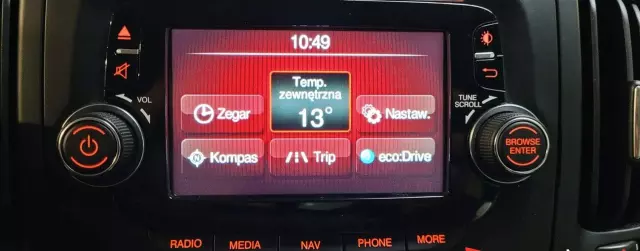 10:49
Temp.
zewnętrzna
13°
Zegar
Nastaw.
N
Kompas
Trip
eco:Drive
VOL
TUNE
SCROLL
BROWSE
ENTER
RADIO
MEDIA
NAV
PHONE
MORE